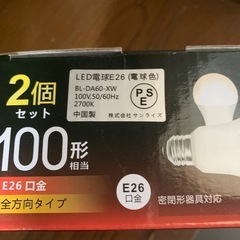 2個
セット
LED電球E26 (電球色)
BL-DA60-XW
100V,50/60Hz
2700K
中国製
PSE
株式会社サンライズ
100形
相当
E26 口金
全方向タイプ
E26
口金
密閉形器具対応